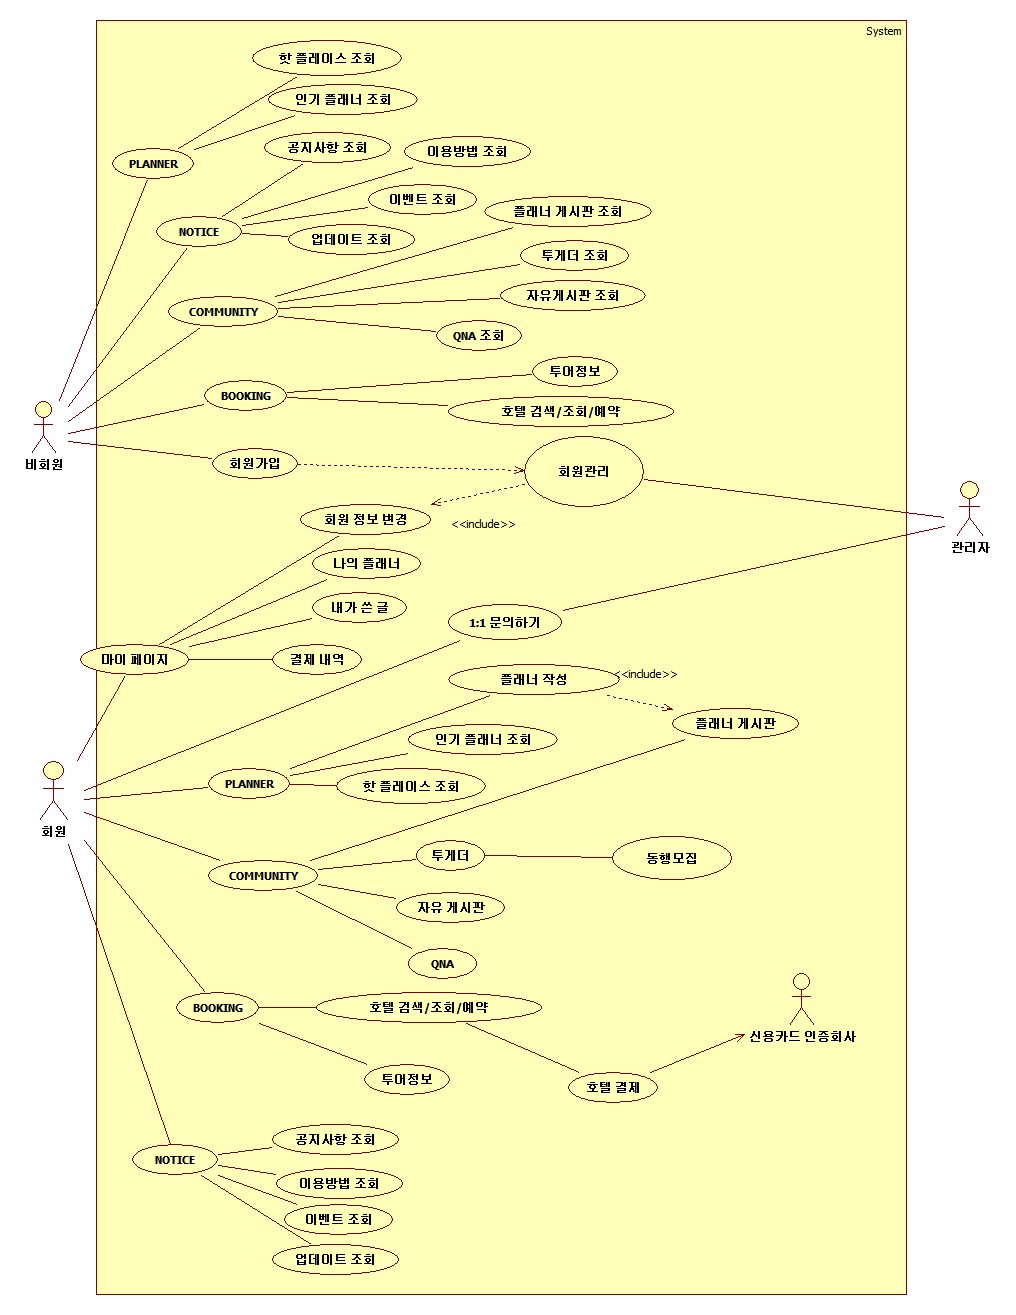 System
핫 플레이스 조회
인기 플래너 조회
공지사항 조회
이용방법 조회
PLANNER
이벤트 조회
플래너 게시판 조회
NOTICE
업데이트 조회
투게더 조회
자유게시판 조회
COMMUNITY
QNA 조회
투어정보
BOOKING
호텔 검색/조회/예약
비회원
회원가입
회원관리
회원 정보 변경
<<include>>
관리자
나의 플래너
내가 쓴 글
1:1 문의하기
마이 페이지
결제 내역
플래너 작성
<<include>>
플래너 게시판
인기 플래너 조회
PLANNER
핫 플레이스 조회
회원
투게더
동행모집
COMMUNITY
자유 게시판
QNA
BOOKING
호텔 검색/조회/예약
신용카드 인증회사
투어정보
호텔 결제
공지사항 조회
NOTICE
이용방법 조회
이벤트 조회
업데이트 조회